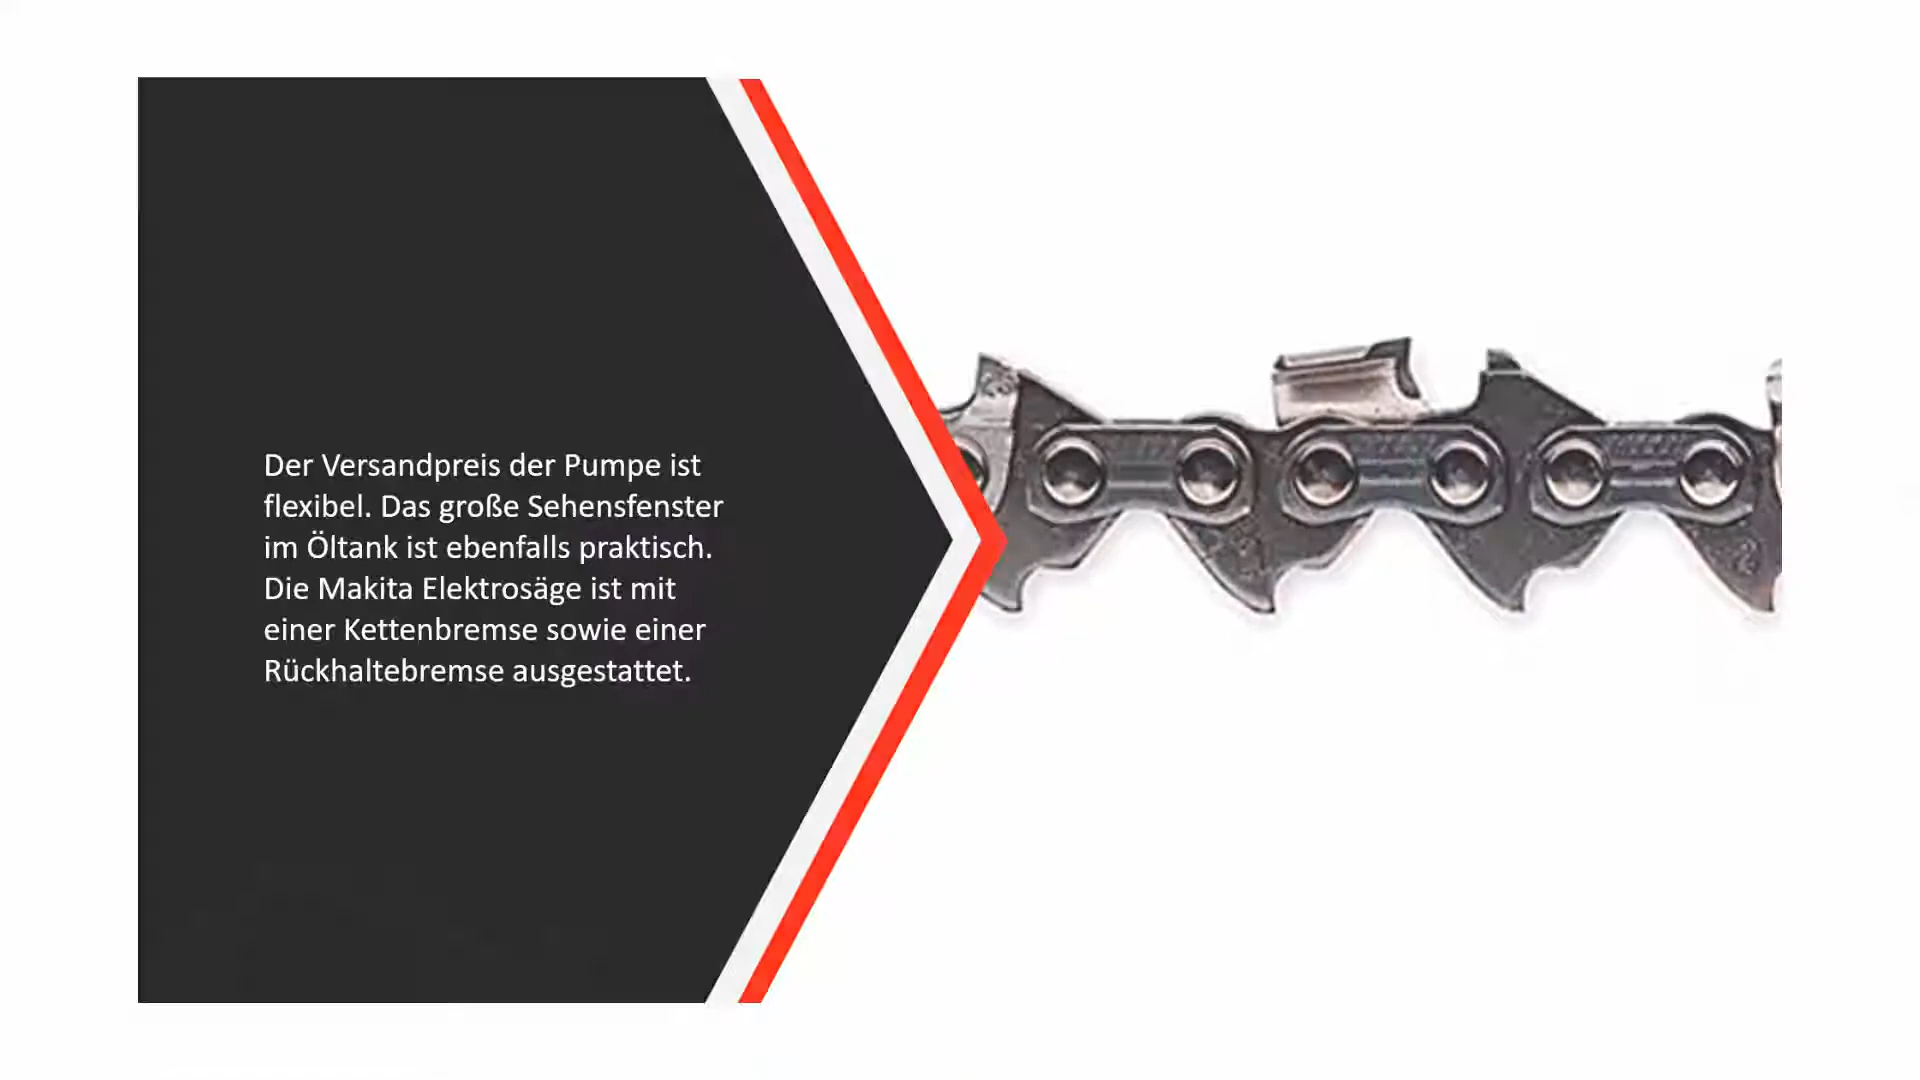 Der Versandpreis der Pumpe ist
flexibel. Das große Sehensfenster
im Öltank ist ebenfalls praktisch.
Die Makita Elektrosäge ist mit
einer Kettenbremse sowie einer
Rückhaltebremse ausgestattet.